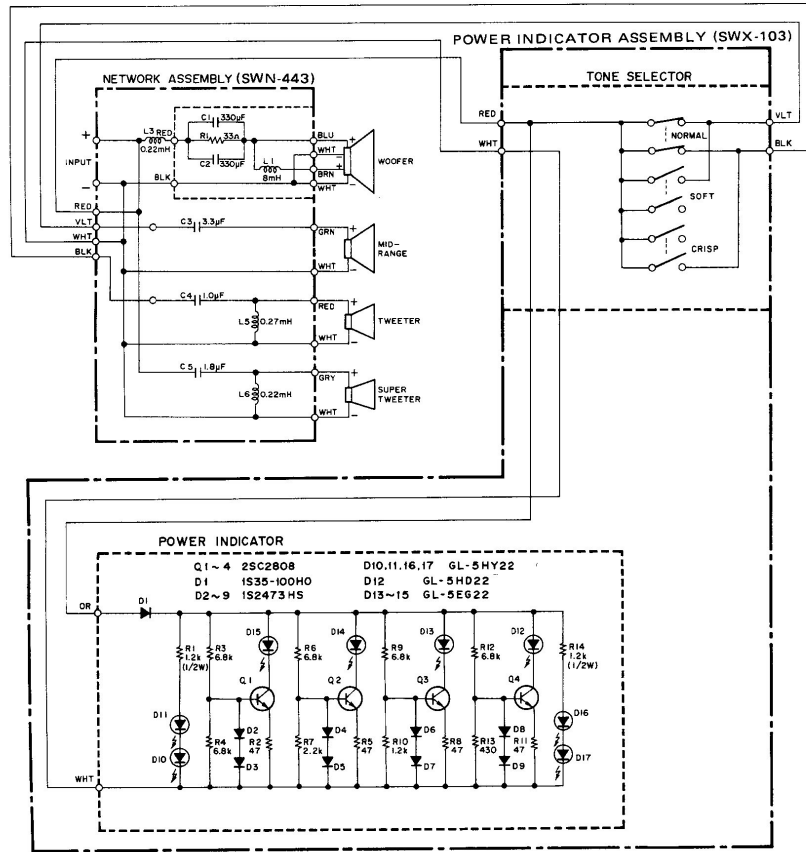 POWER INDICATOR ASSEMBLY (SWX-103)
NETWORK ASSEMBLY (SWN-443)
TONE SELECTOR
C1 330μF
L3 RED
0.22mH
R1 33Ω
C2 330μF
L1
8mH
+
INPUT
−
BLK
BLU
WHT
BRN
WHT
+
−
+
−
WOOFER
RED
VLT
WHT
BLK
C3 3.3μF
GRN
WHT
+
−
MID-
RANGE
C4 1.0μF
L5 0.27mH
RED
WHT
+
−
TWEETER
C5 1.8μF
L6 0.22mH
GRY
WHT
+
−
SUPER
TWEETER
RED
WHT
NORMAL
SOFT
CRISP
VLT
BLK
POWER INDICATOR
Q1~4 2SC2808
D1 1S35-100HO
D2~9 1S2473HS
D10,11,16,17 GL-5HY22
D12 GL-5HD22
D13~15 GL-5EG22
OR
D1
R1
1.2k
(1/2W)
R3
6.8k
D15
R6
6.8k
D14
R9
6.8k
D13
R12
6.8k
D12
R14
1.2k
(1/2W)
Q1
Q2
Q3
Q4
D11
D10
R4
6.8k
D2
D3
R2
47
R7
2.2k
D4
D5
R5
47
R10
1.2k
D6
D7
R8
47
R13
430
D8
D9
R11
47
D16
D17
WHT